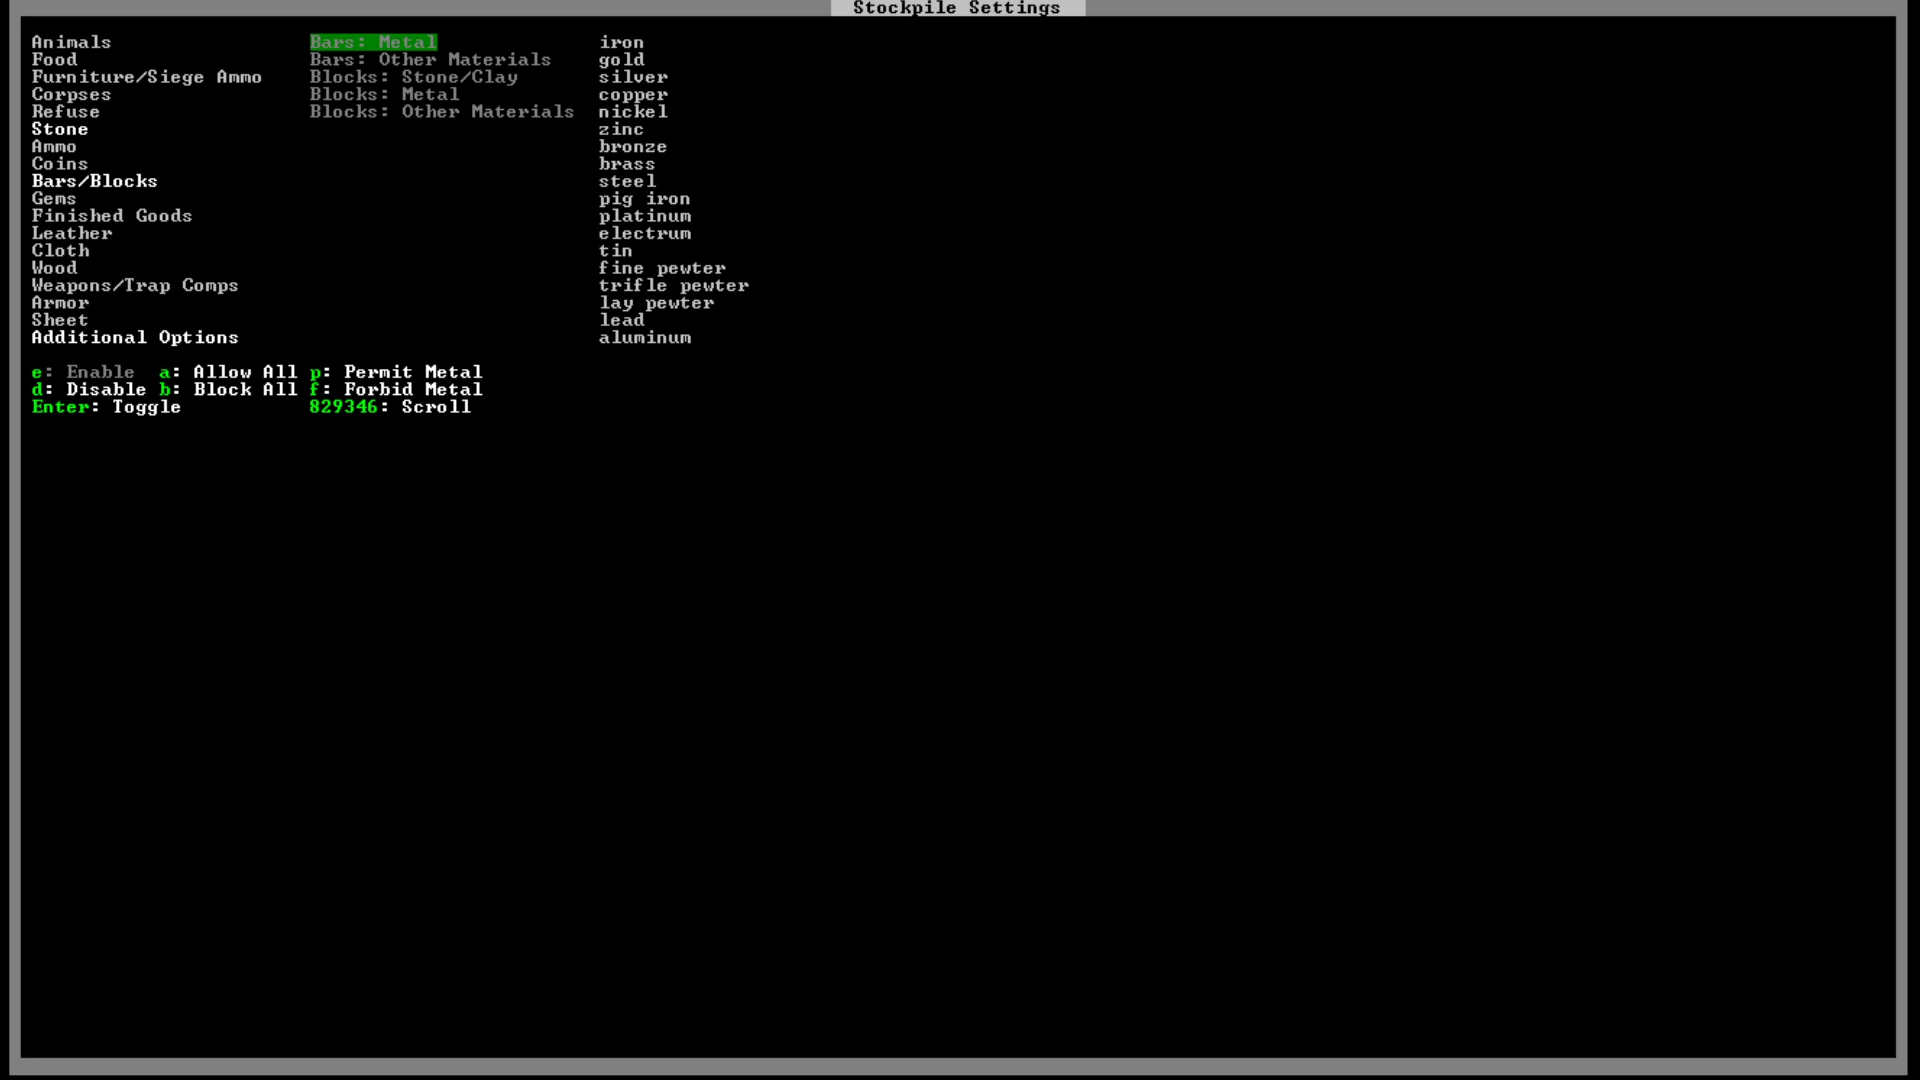 Stockpile Settings
Animals
Food
Furniture/Siege Ammo
Corpses
Refuse
Stone
Ammo
Coins
Bars/Blocks
Gems
Finished Goods
Leather
Cloth
Wood
Weapons/Trap Comps
Armor
Sheet
Additional Options
Bars: Metal
Bars: Other Materials
Blocks: Stone/Clay
Blocks: Metal
Blocks: Other Materials
iron
gold
silver
copper
nickel
zinc
bronze
brass
steel
pig iron
platinum
electrum
tin
fine pewter
trifle pewter
lay pewter
lead
aluminum
e: Enable a: Allow All p: Permit Metal
d: Disable b: Block All f: Forbid Metal
Enter: Toggle 829346: Scroll